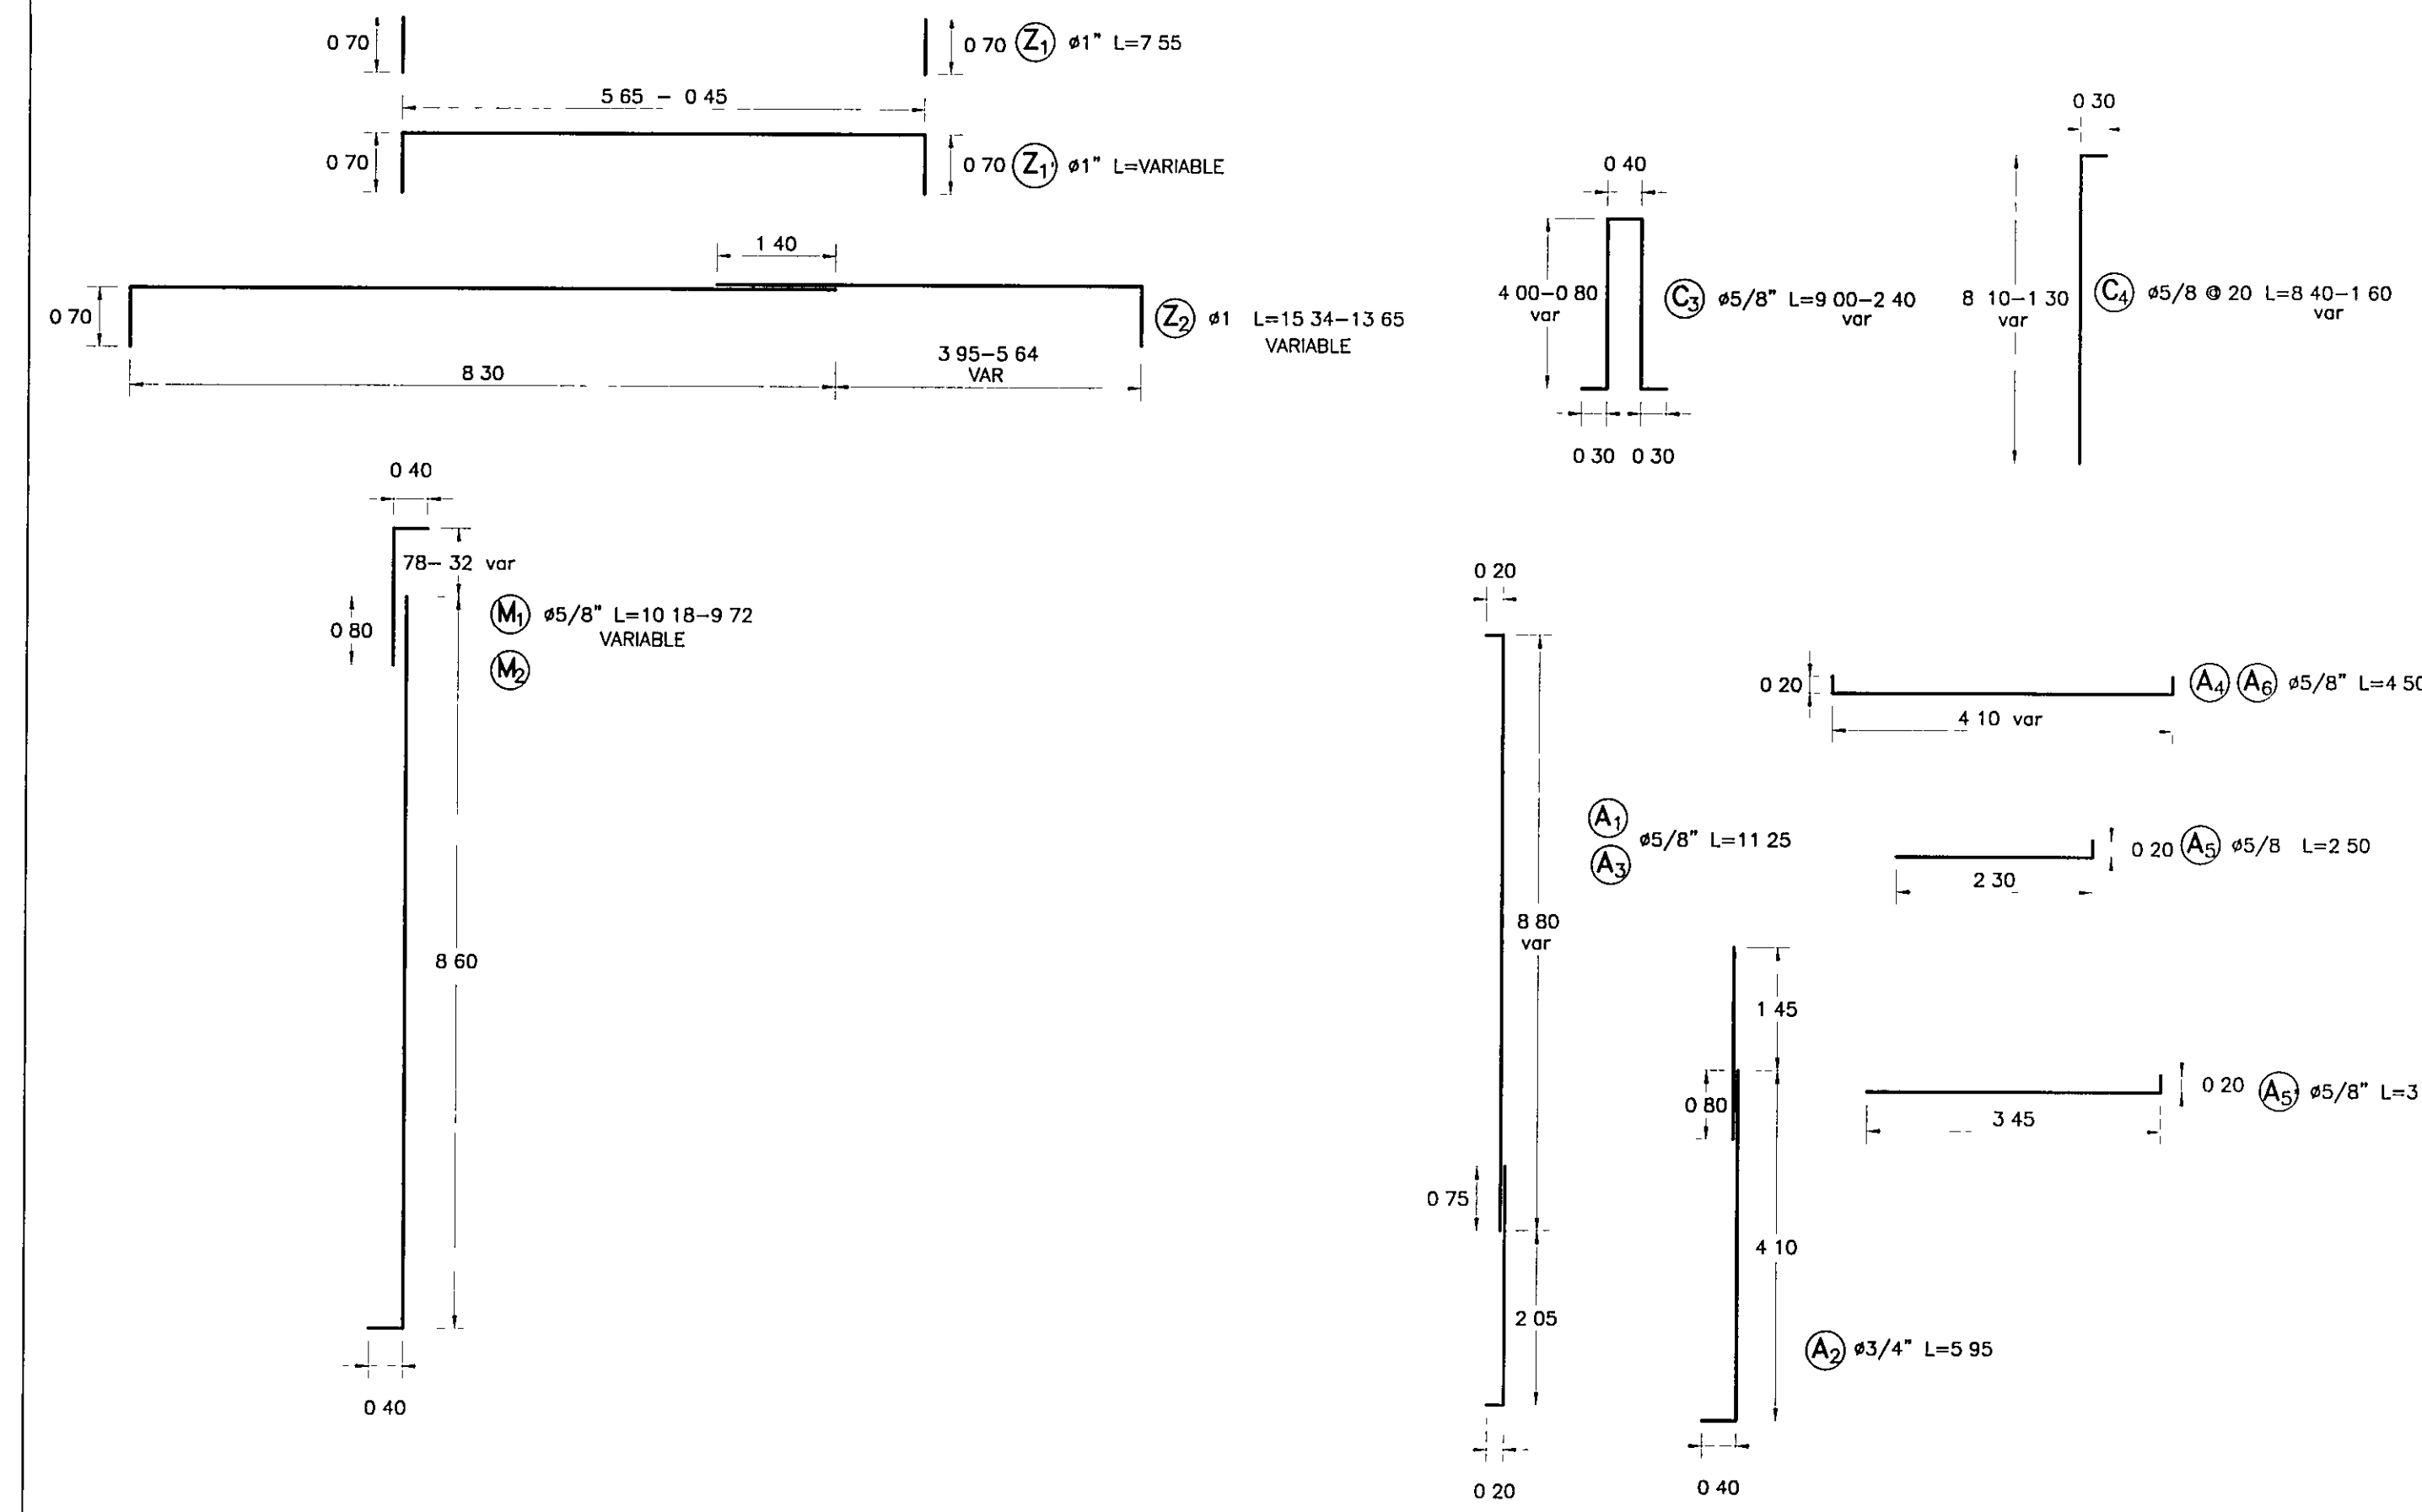 0 70
0 70 Z1 ø1" L=7 55
5 65 - 0 45
0 70
0 70 Z1' ø1" L=VARIABLE
1 40
0 70
Z2 ø1 L=15 34-13 65
VARIABLE
8 30
3 95-5 64
VAR
0 40
4 00-0 80
var
C3 ø5/8" L=9 00-2 40
var
0 30 0 30
0 30
8 10-1 30
var
C4 ø5/8 @ 20 L=8 40-1 60
var
0 40
78- 32 var
0 80
M1 ø5/8" L=10 18-9 72
VARIABLE
M2
8 60
0 40
0 20
A1
A3
ø5/8" L=11 25
8 80
var
0 75
2 05
0 20
0 20
A4 A6 ø5/8" L=4 50
4 10 var
0 20 A5 ø5/8 L=2 50
2 30
1 45
0 80
4 10
A2 ø3/4" L=5 95
0 40
0 20 A5' ø5/8" L=3
3 45